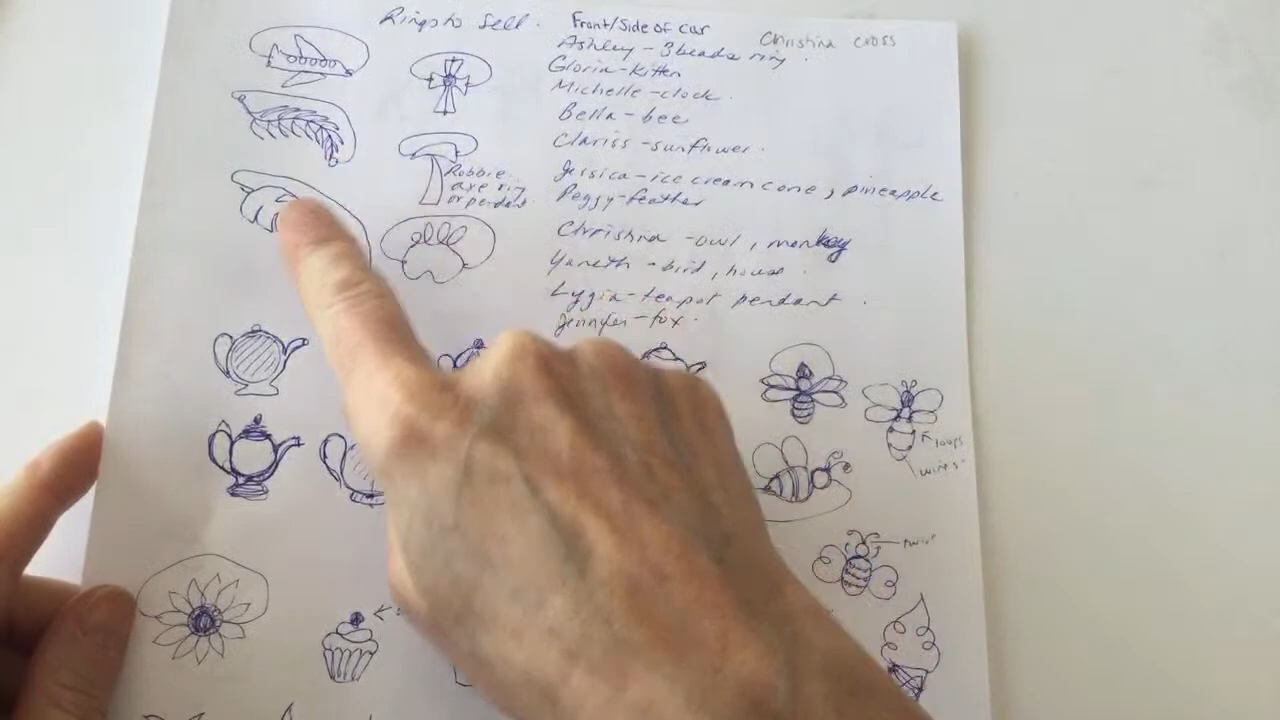 Rings to Sell.
Front/Side of car
Christina cross
Ashley - 3 beads ring.
Gloria - Kitten
Michelle - clock.
Bella - bee
Clariss - sunflower.
Jessica - ice cream cone, pineapple
Peggy - feather
Christina - owl, monkey
Yaneth - bird, house.
Lygia - teapot pendant.
Jennifer - fox.
Robbie
axe ring
or pendant.
loops
wires